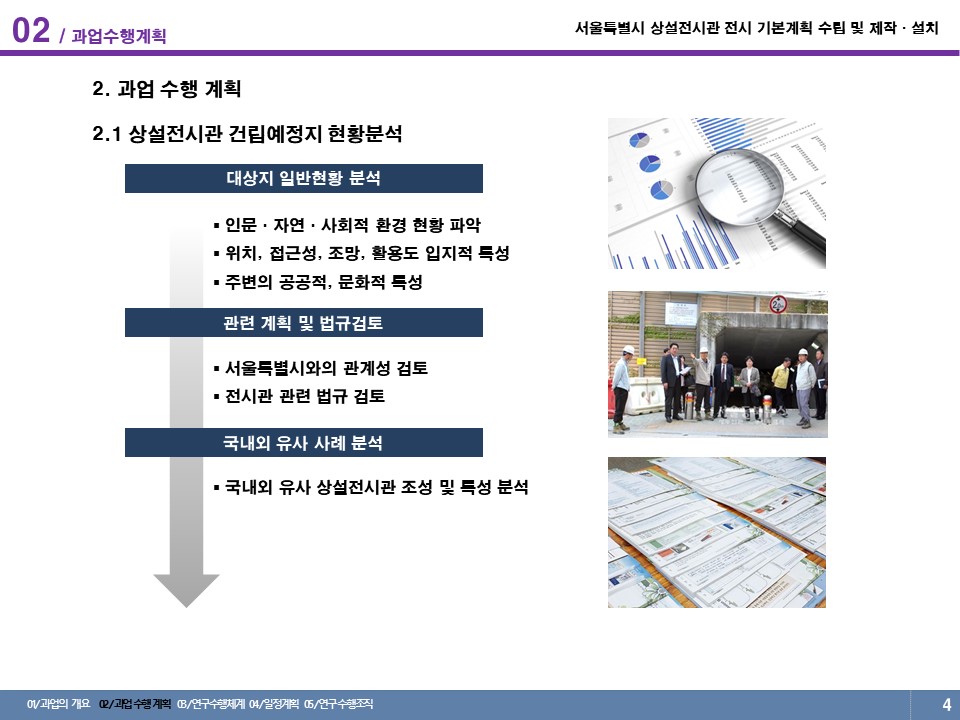 02 / 과업수행계획
서울특별시 상설전시관 전시 기본계획 수립 및 제작 · 설치
2. 과업 수행 계획
2.1 상설전시관 건립예정지 현황분석
대상지 일반현황 분석
▪ 인문 · 자연 · 사회적 환경 현황 파악
▪ 위치, 접근성, 조망, 활용도 입지적 특성
▪ 주변의 공공적, 문화적 특성
관련 계획 및 법규검토
▪ 서울특별시와의 관계성 검토
▪ 전시관 관련 법규 검토
국내외 유사 사례 분석
▪ 국내외 유사 상설전시관 조성 및 특성 분석
01/과업의 개요 02/과업 수행 계획 03/연구수행체계 04/일정계획 05/연구 수행조직
4